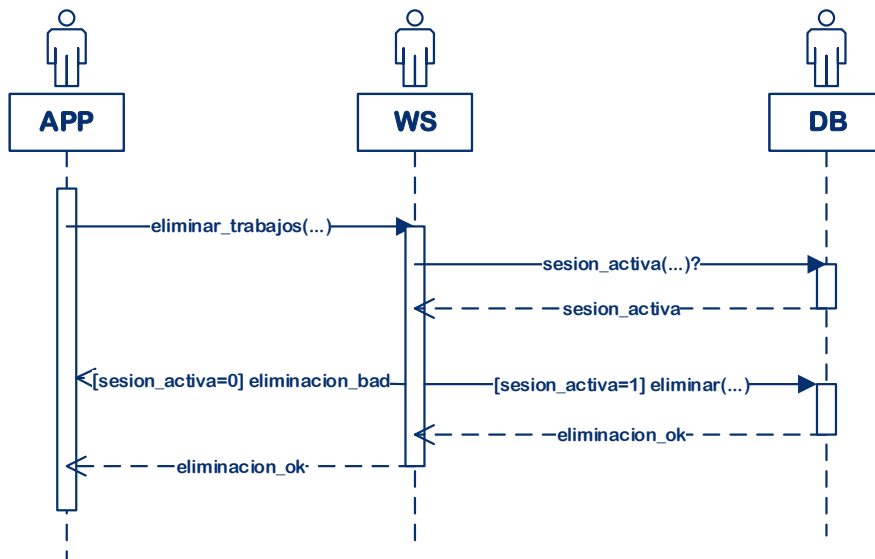 APP
WS
DB
eliminar_trabajos(...)
sesion_activa(...)?
sesion_activa
[sesion_activa=0] eliminacion_bad
[sesion_activa=1] eliminar(...)
eliminacion_ok
eliminacion_ok